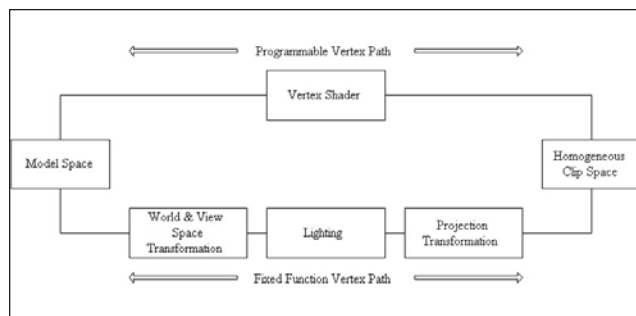 Programmable Vertex Path
Vertex Shader
Model Space
Homogeneous
Clip Space
World & View
Space
Transformation
Lighting
Projection
Transformation
Fixed Function Vertex Path